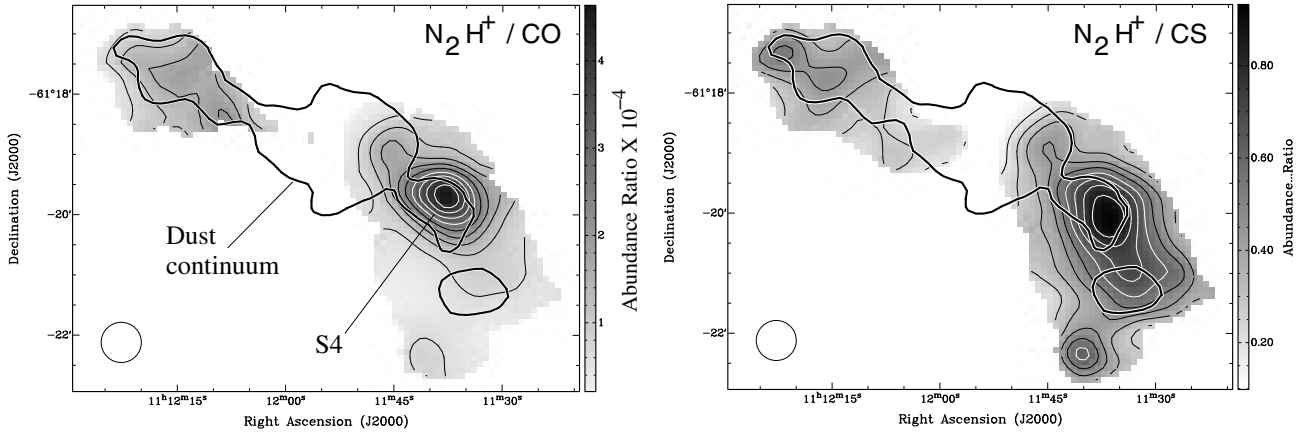 N2H+ / CO
Declination (J2000)
−61°18′
−20′
−22′
Dust
continuum
S4
11h12m15s
12m00s
11m45s
11m30s
Right Ascension (J2000)
4
3
2
1
Abundance Ratio X 10−4
N2H+ / CS
Declination (J2000)
−61°18′
−20′
−22′
11h12m15s
12m00s
11m45s
11m30s
Right Ascension (J2000)
0.80
0.60
0.40
0.20
Abundance...Ratio